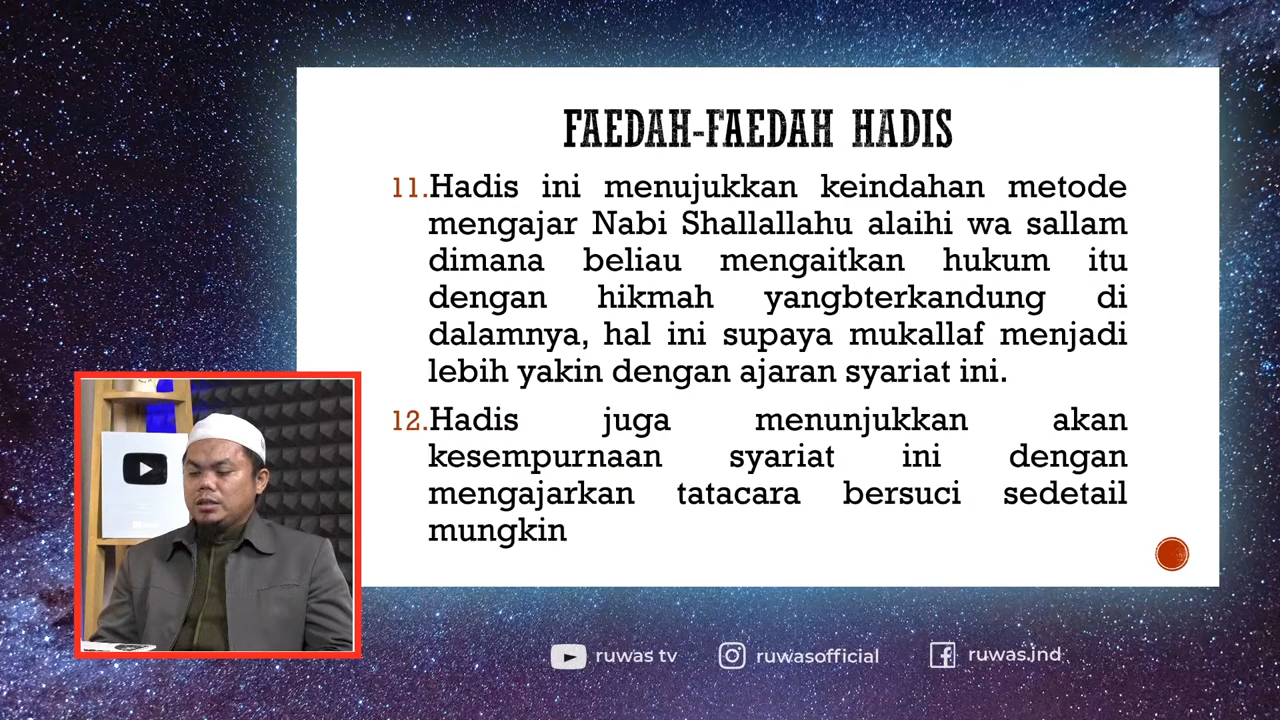 FAEDAH-FAEDAH HADIS
11.Hadis ini menujukkan keindahan metode
mengajar Nabi Shallallahu alaihi wa sallam
dimana beliau mengaitkan hukum itu
dengan hikmah yangbterkandung di
dalamnya, hal ini supaya mukallaf menjadi
lebih yakin dengan ajaran syariat ini.
12.Hadis juga menunjukkan akan
kesempurnaan syariat ini dengan
mengajarkan tatacara bersuci sedetail
mungkin
ruwas tv
ruwasofficial
ruwas.jnd